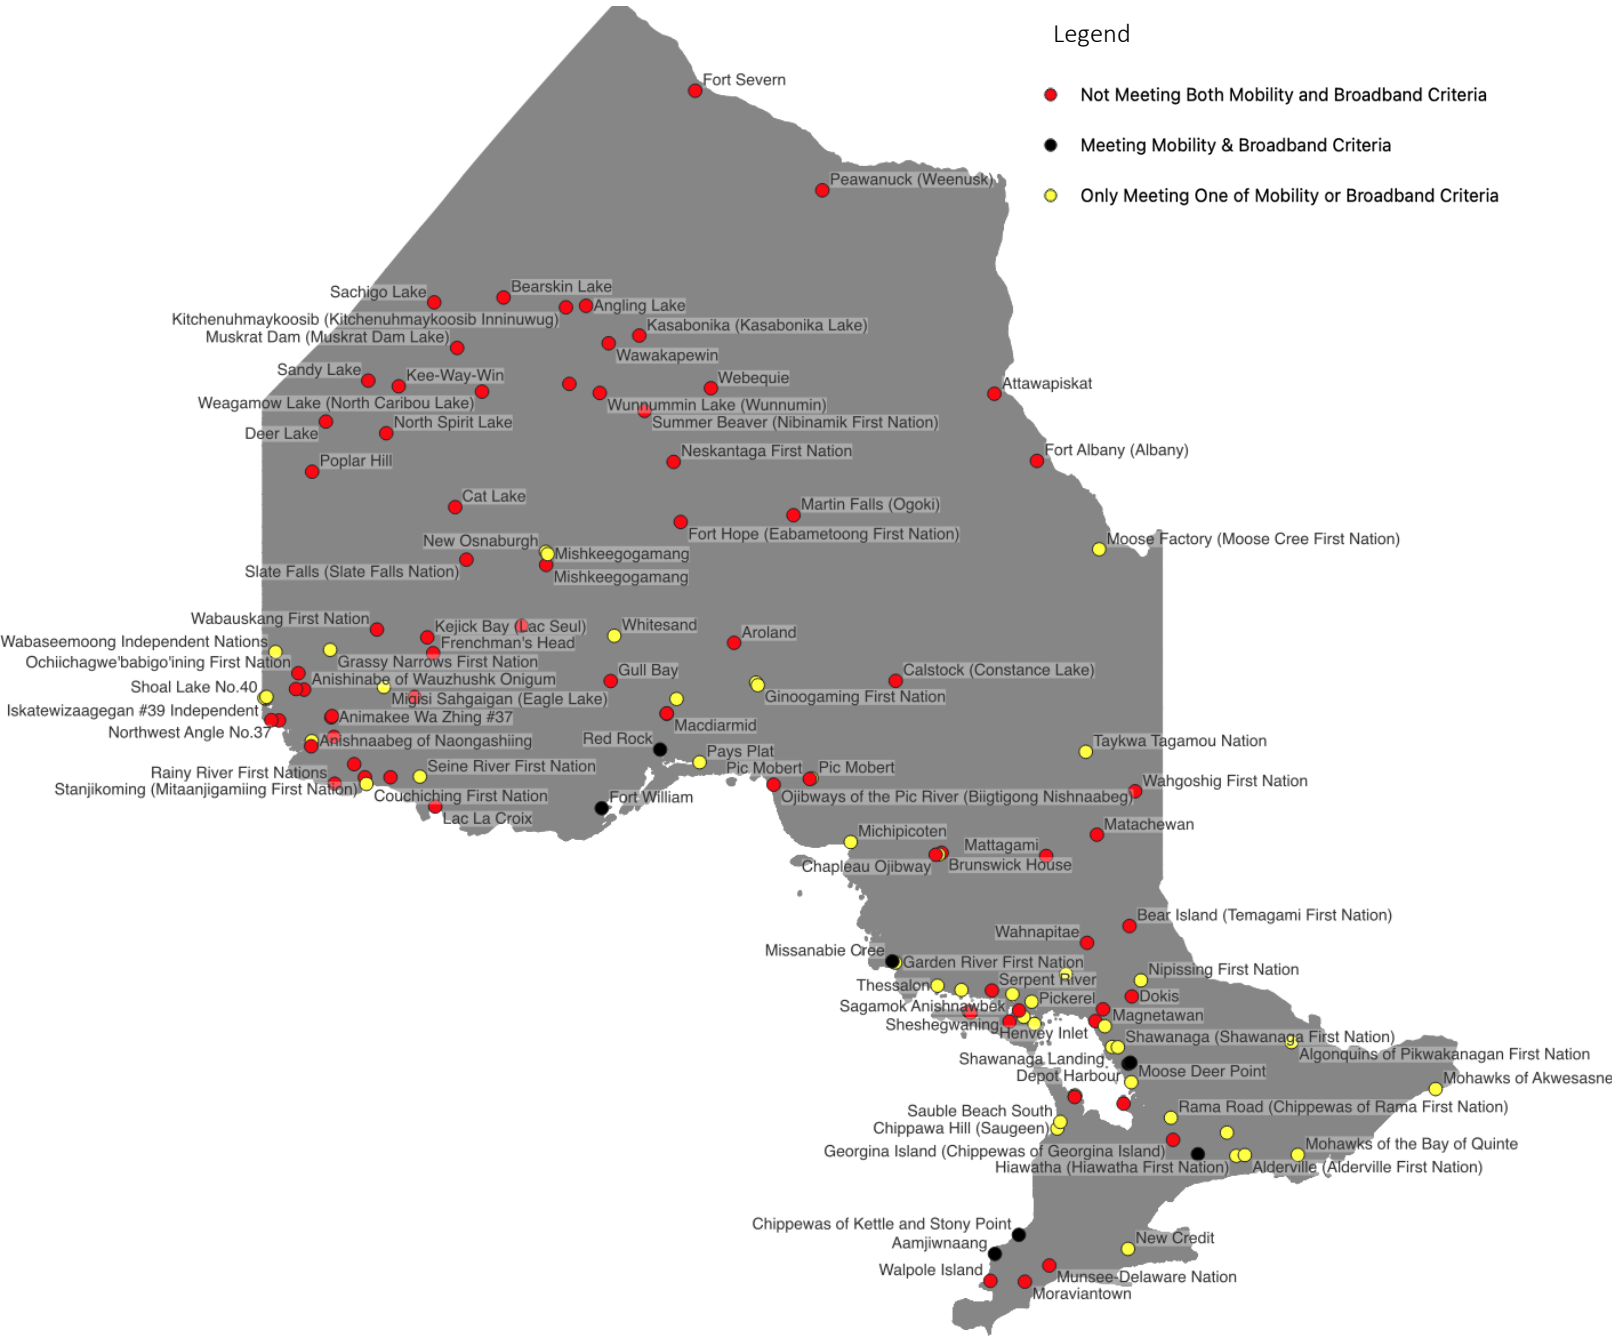 Legend
Fort Severn
Not Meeting Both Mobility and Broadband Criteria
Meeting Mobility & Broadband Criteria
Peawanuck (Weenusk)
Only Meeting One of Mobility or Broadband Criteria
Bearskin Lake
Sachigo Lake
Angling Lake
Kitchenuhmaykoosib (Kitchenuhmaykoosib Inninuwug)
Kasabonika (Kasabonika Lake)
Muskrat Dam (Muskrat Dam Lake)
Wawakapewin
Sandy Lake
Kee-Way-Win
Webequie
Attawapiskat
Weagamow Lake (North Caribou Lake)
Wunnummin Lake (Wunnumin)
North Spirit Lake
Summer Beaver (Nibinamik First Nation)
Deer Lake
Fort Albany (Albany)
Neskantaga First Nation
Poplar Hill
Cat Lake
Martin Falls (Ogoki)
Fort Hope (Eabametoong First Nation)
Moose Factory (Moose Cree First Nation)
New Osnaburgh
Mishkeegogamang
Slate Falls (Slate Falls Nation)
Mishkeegogamang
Wabauskang First Nation
Kejick Bay (Lac Seul)
Whitesand
Aroland
Wabaseemoong Independent Nations
Frenchman's Head
Ochiichagwe'babigo'ining First Nation
Grassy Narrows First Nation
Gull Bay
Calstock (Constance Lake)
Anishinabe of Wauzhushk Onigum
Shoal Lake No.40
Migisi Sahgaigan (Eagle Lake)
Ginoogaming First Nation
Iskatewizaagegan #39 Independent
Animakee Wa Zhing #37
Macdiarmid
Northwest Angle No.37
Anishnaabeg of Naongashiing
Red Rock
Taykwa Tagamou Nation
Pays Plat
Seine River First Nation
Pic Mobert
Pic Mobert
Rainy River First Nations
Wahgoshig First Nation
Stanjikoming (Mitaanjigamiing First Nation)
Couchiching First Nation
Fort William
Ojibways of the Pic River (Biigtigong Nishnaabeg)
Lac La Croix
Matachewan
Michipicoten
Mattagami
Chapleau Ojibway
Brunswick House
Bear Island (Temagami First Nation)
Wahnapitae
Missanabie Cree
Garden River First Nation
Nipissing First Nation
Thessalon
Serpent River
Pickerel
Dokis
Sagamok Anishnawbek
Magnetawan
Sheshegwaning
Henvey Inlet
Shawanaga (Shawanaga First Nation)
Algonquins of Pikwakanagan First Nation
Shawanaga Landing
Moose Deer Point
Depot Harbour
Mohawks of Akwesasne
Rama Road (Chippewas of Rama First Nation)
Sauble Beach South
Chippawa Hill (Saugeen)
Mohawks of the Bay of Quinte
Georgina Island (Chippewas of Georgina Island)
Hiawatha (Hiawatha First Nation)
Alderville (Alderville First Nation)
Chippewas of Kettle and Stony Point
New Credit
Aamjiwnaang
Walpole Island
Munsee-Delaware Nation
Moraviantown